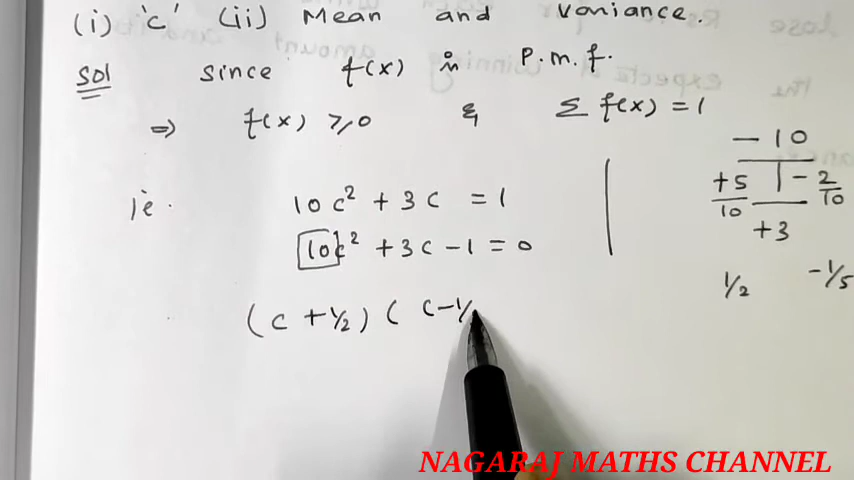 (i) 'c' (ii) Mean and variance.
Sol since f(x) is P.m.f.
⇒ f(x) ≥ 0 & Σ f(x) = 1
ie. 10c² + 3c = 1
10c² + 3c - 1 = 0
(c + 1/2) ( c - 1/
- 10
+5/10 | -2/10
+3
1/2 -1/5
NAGARAJ MATHS CHANNEL